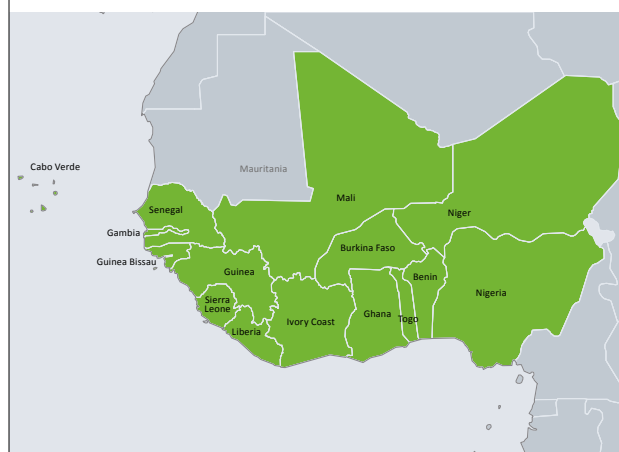 Cabo Verde
Mauritania
Mali
Senegal
Niger
Gambia
Burkina Faso
Guinea Bissau
Guinea
Benin
Nigeria
Sierra
Leone
Ghana
Togo
Ivory Coast
Liberia